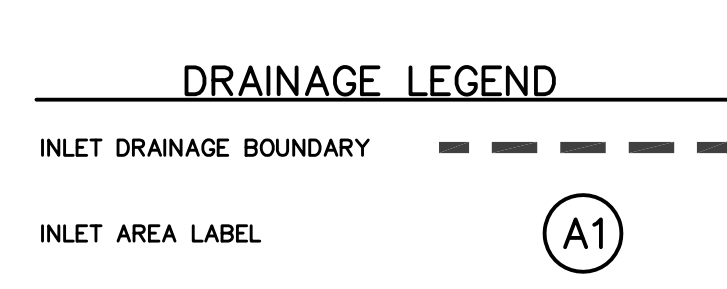 DRAINAGE LEGEND
INLET DRAINAGE BOUNDARY
INLET AREA LABEL A1